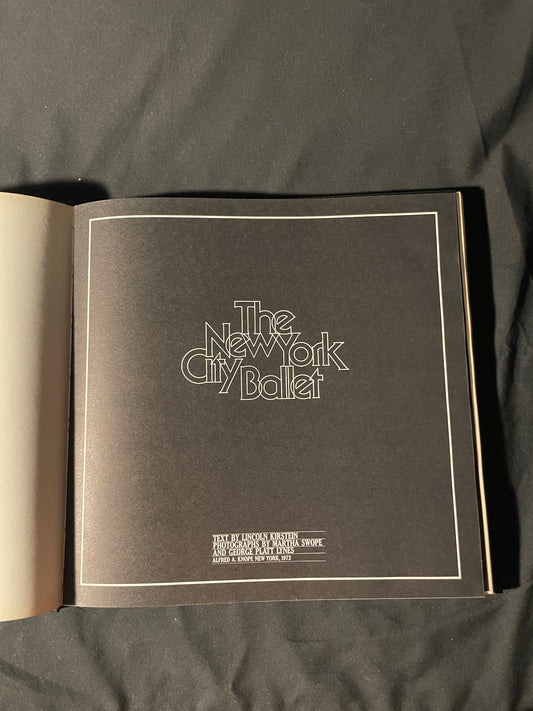 The
New York
City Ballet
TEXT BY LINCOLN KIRSTEIN
PHOTOGRAPHS BY MARTHA SWOPE
AND GEORGE PLATT LYNES
ALFRED A. KNOPF, NEW YORK, 1973